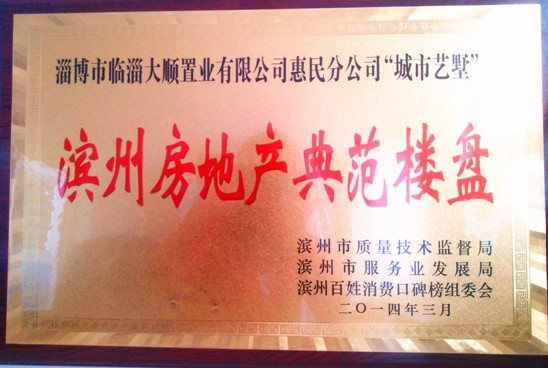 淄博市临淄大顺置业有限公司惠民分公司“城市艺墅”
滨州房地产典范楼盘
滨州市质量技术监督局
滨州市服务业发展局
滨州百姓消费口碑榜组委会
二〇一四年三月